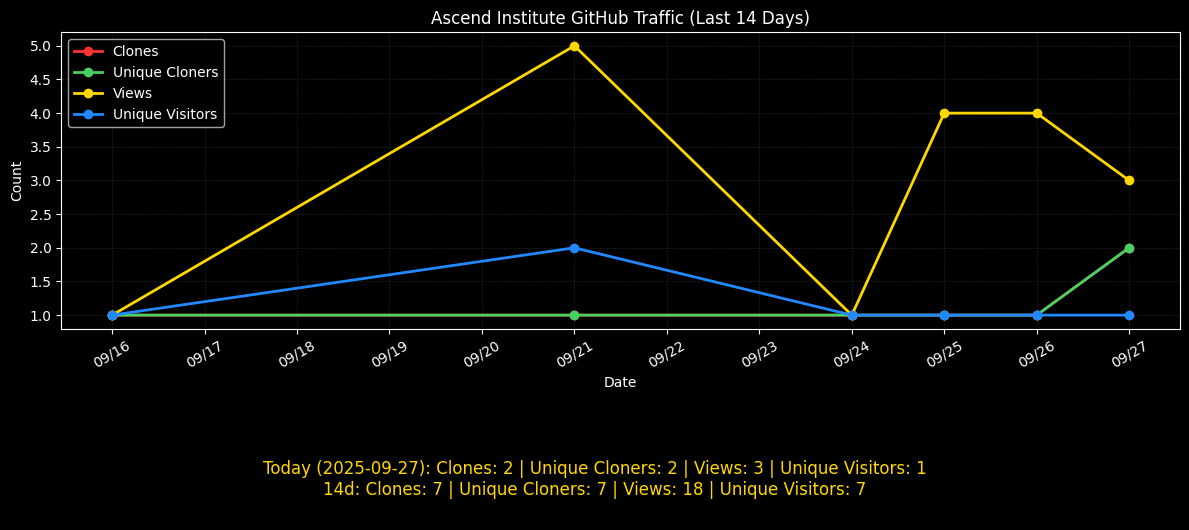 Ascend Institute GitHub Traffic (Last 14 Days)
Clones
Unique Cloners
Views
Unique Visitors
Count
5.0
4.5
4.0
3.5
3.0
2.5
2.0
1.5
1.0
09/16
09/17
09/18
09/19
09/20
09/21
09/22
09/23
09/24
09/25
09/26
09/27
Date
Today (2025-09-27): Clones: 2 | Unique Cloners: 2 | Views: 3 | Unique Visitors: 1
14d: Clones: 7 | Unique Cloners: 7 | Views: 18 | Unique Visitors: 7